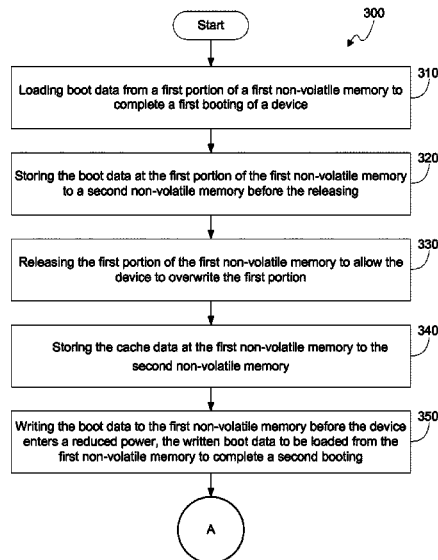 300
Start
310
Loading boot data from a first portion of a first non-volatile memory to
complete a first booting of a device
320
Storing the boot data at the first portion of the first non-volatile memory
to a second non-volatile memory before the releasing
330
Releasing the first portion of the first non-volatile memory to allow the
device to overwrite the first portion
340
Storing the cache data at the first non-volatile memory to the
second non-volatile memory
350
Writing the boot data to the first non-volatile memory before the device
enters a reduced power, the written boot data to be loaded from the
first non-volatile memory to complete a second booting
A